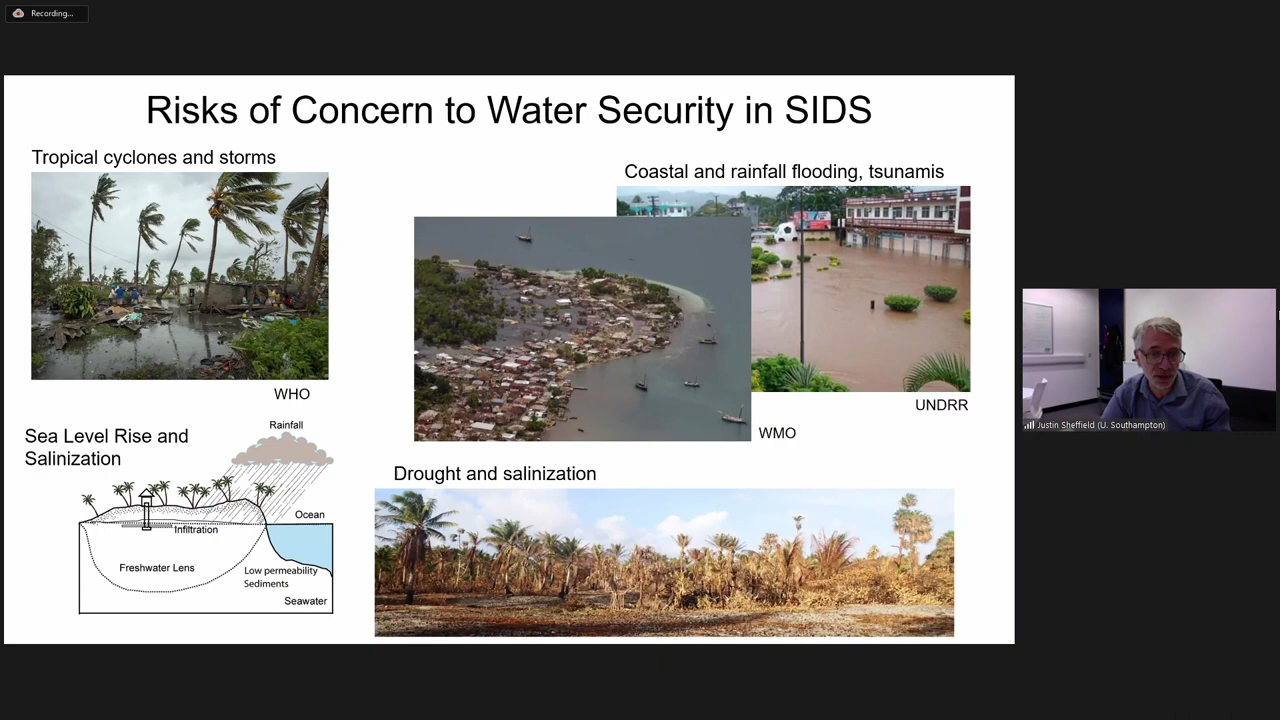 Recording...
Risks of Concern to Water Security in SIDS
Tropical cyclones and storms
Coastal and rainfall flooding, tsunamis
WHO
UNDRR
WMO
Sea Level Rise and
Salinization
Rainfall
Ocean
Infiltration
Freshwater Lens
Low permeability
Sediments
Seawater
Drought and salinization
Justin Sheffield (U. Southampton)